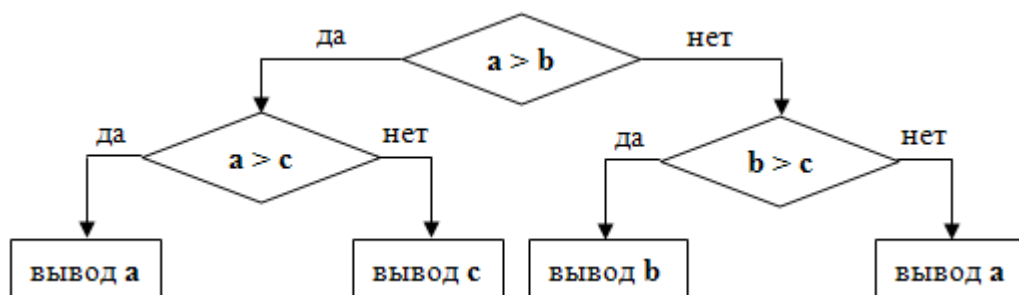 да нет
a > b
да нет да нет
a > c b > c
вывод a вывод c вывод b вывод a